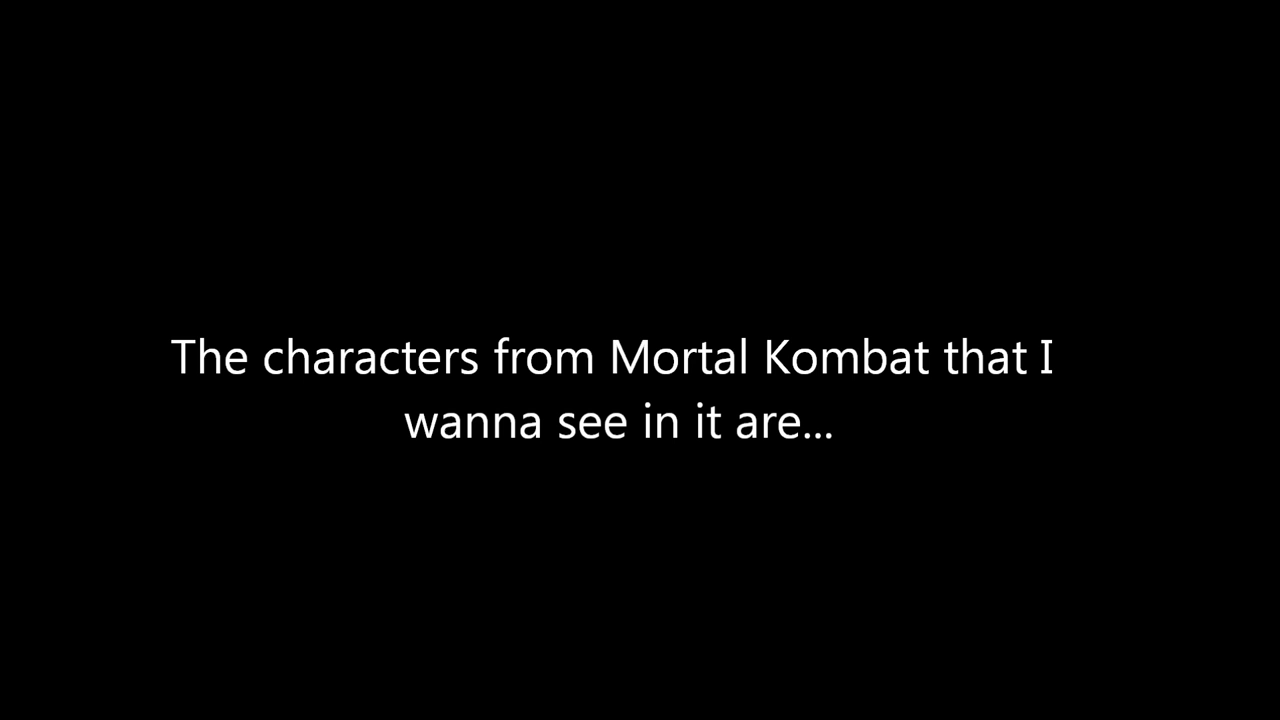 The characters from Mortal Kombat that I
wanna see in it are...